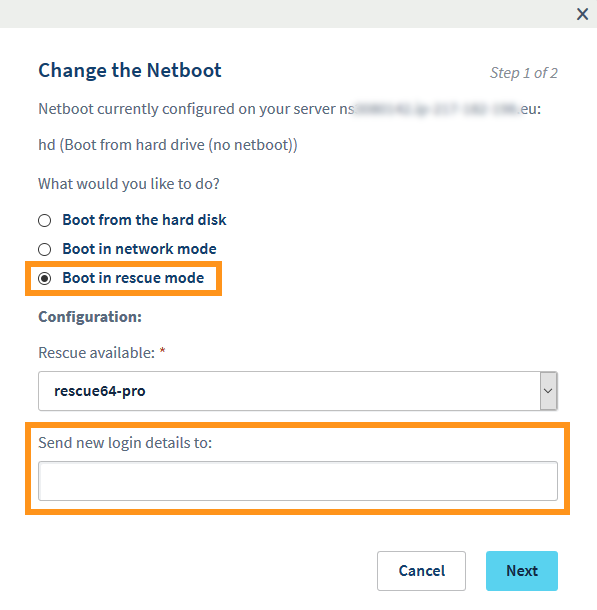 Change the Netboot
Step 1 of 2
Netboot currently configured on your server ns eu:
hd (Boot from hard drive (no netboot))
What would you like to do?
Boot from the hard disk
Boot in network mode
Boot in rescue mode
Configuration:
Rescue available: *
rescue64-pro
Send new login details to:
Cancel
Next